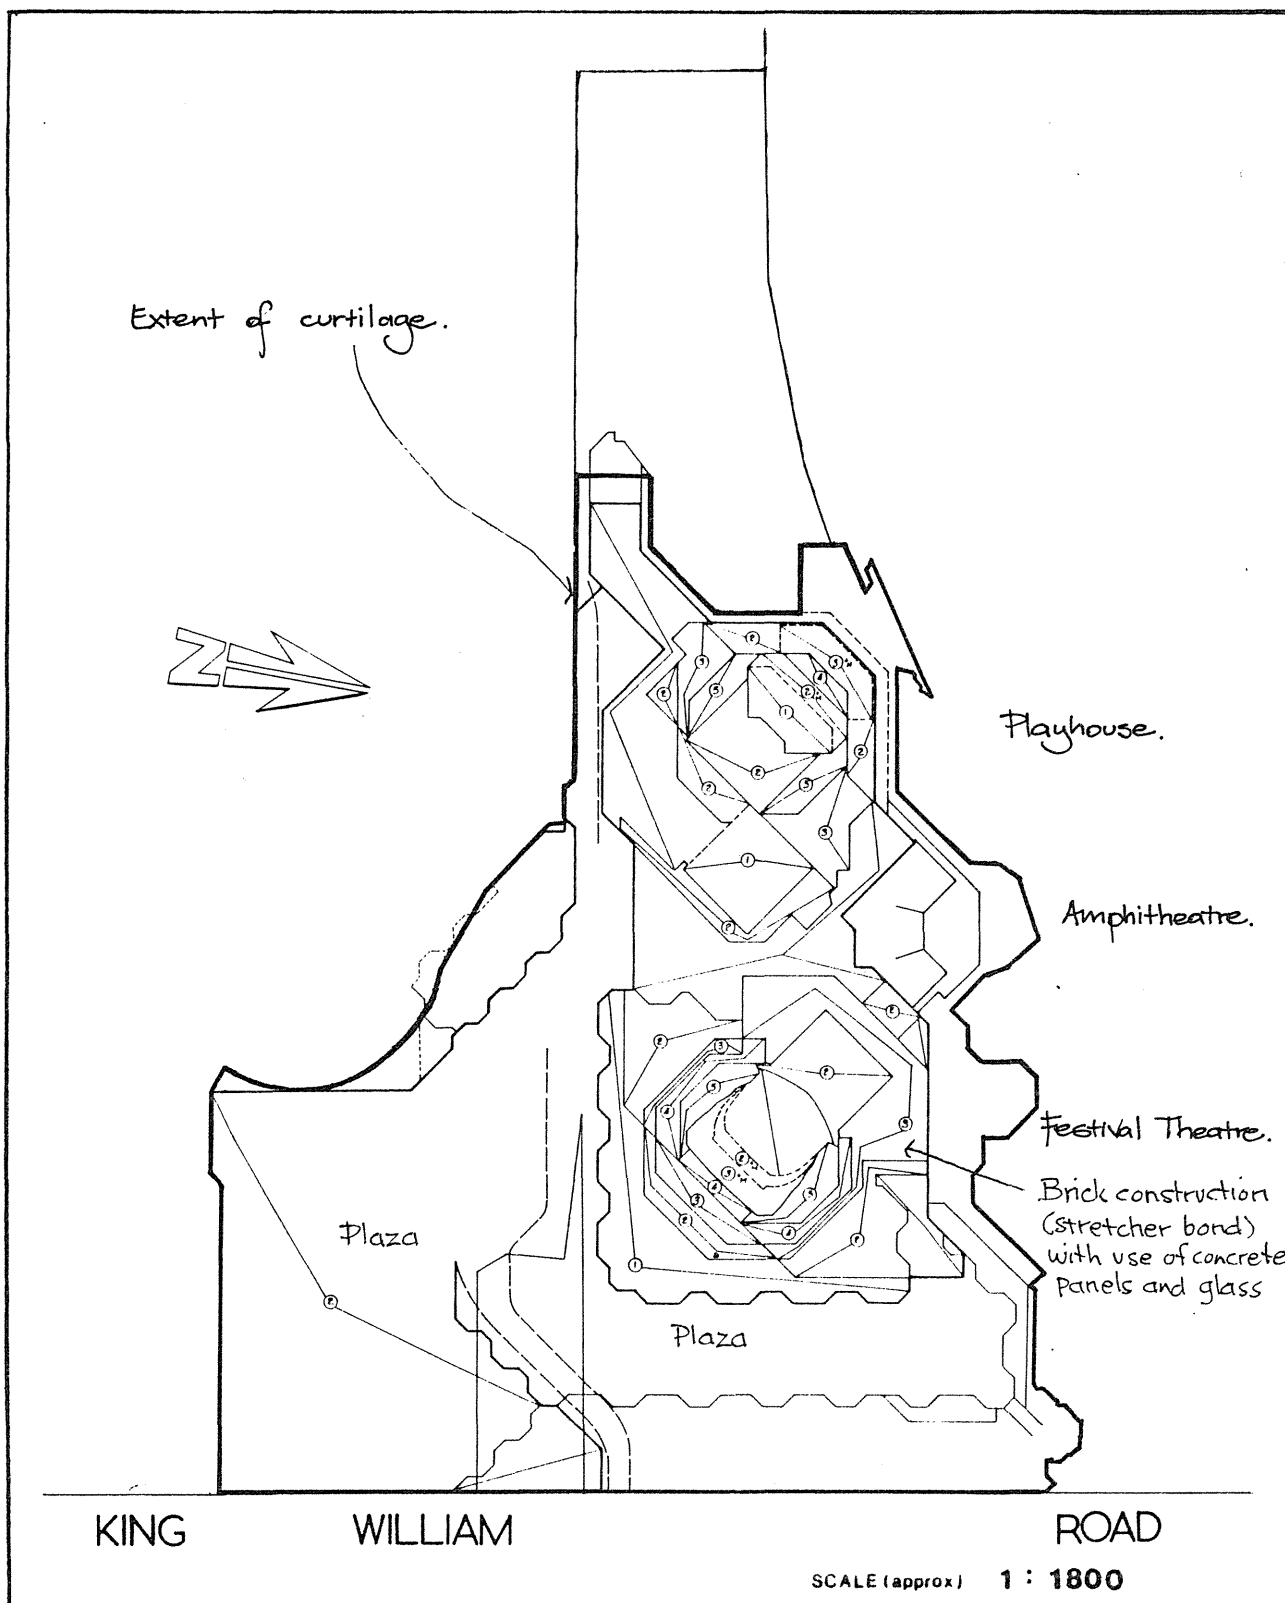 Extent of curtilage.
N
Playhouse.
Amphitheatre.
Festival Theatre.
Brick construction
(stretcher bond)
with use of concrete
panels and glass
Plaza
Plaza
KING WILLIAM ROAD
SCALE (approx) 1 : 1800